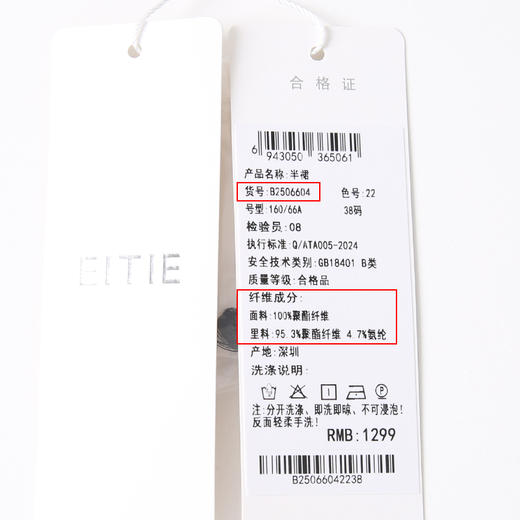 EITIE
合格证
6 943050 365061
产品名称:半裙
货号:B2506604 色号:22
号型:160/66A 38码
检验员:08
执行标准:Q/ATA005-2024
安全技术类别:GB18401 B类
质量等级:合格品
纤维成分:
面料:100%聚酯纤维
里料:95 3%聚酯纤维 4 7%氨纶
产地:深圳
洗涤说明:
注:分开洗涤、即洗即晾、不可浸泡!
反面轻柔手洗!
RMB:1299
B25066042238